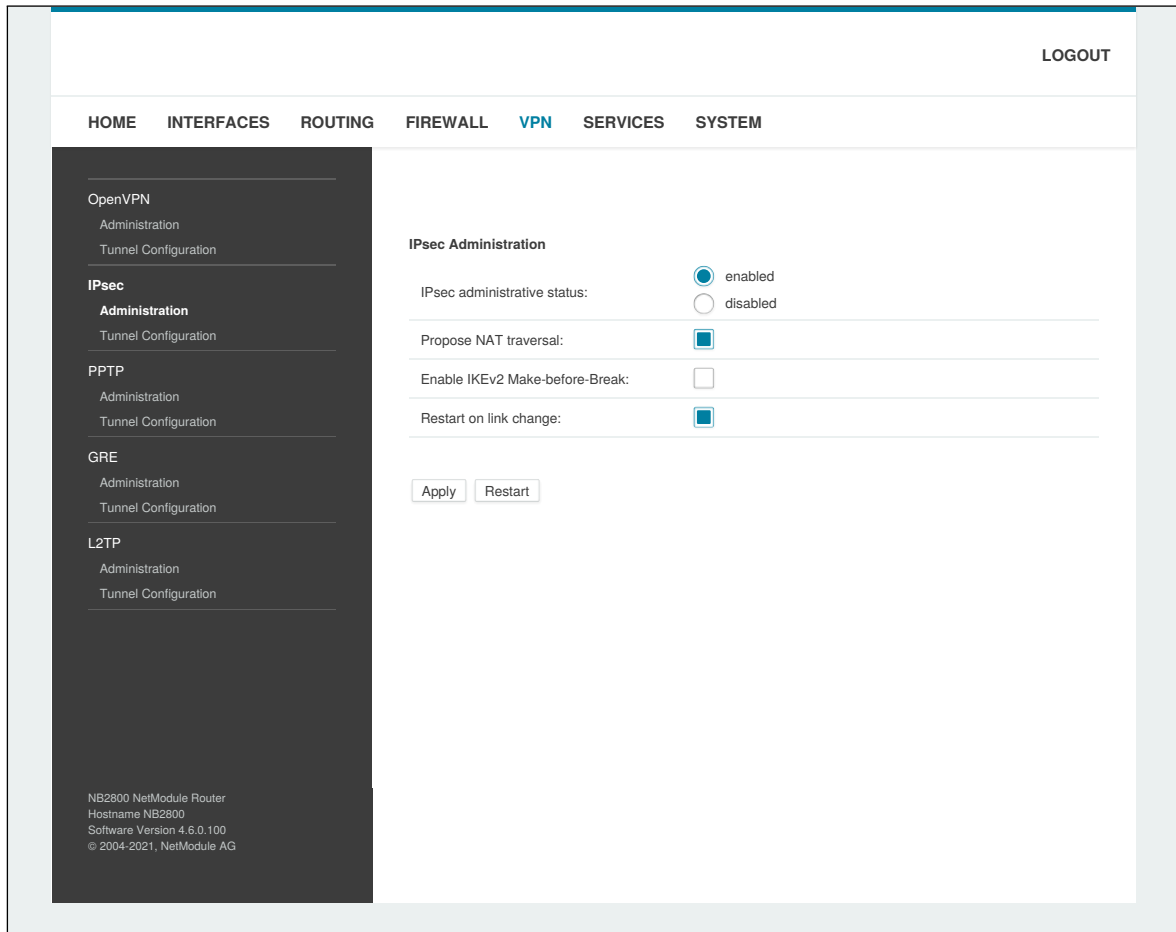 LOGOUT
HOME INTERFACES ROUTING FIREWALL VPN SERVICES SYSTEM
OpenVPN
Administration
Tunnel Configuration
IPsec
Administration
Tunnel Configuration
PPTP
Administration
Tunnel Configuration
GRE
Administration
Tunnel Configuration
L2TP
Administration
Tunnel Configuration
NB2800 NetModule Router
Hostname NB2800
Software Version 4.6.0.100
© 2004-2021, NetModule AG
IPsec Administration
IPsec administrative status:
enabled
disabled
Propose NAT traversal:
Enable IKEv2 Make-before-Break:
Restart on link change:
Apply Restart